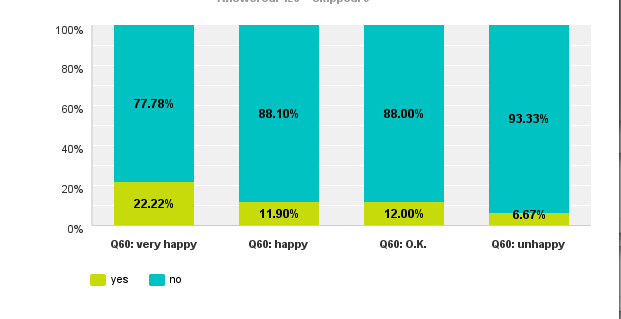 100%
80%
60%
40%
20%
0%
77.78% 88.10% 88.00% 93.33%
22.22% 11.90% 12.00% 6.67%
Q60: very happy Q60: happy Q60: O.K. Q60: unhappy
yes no